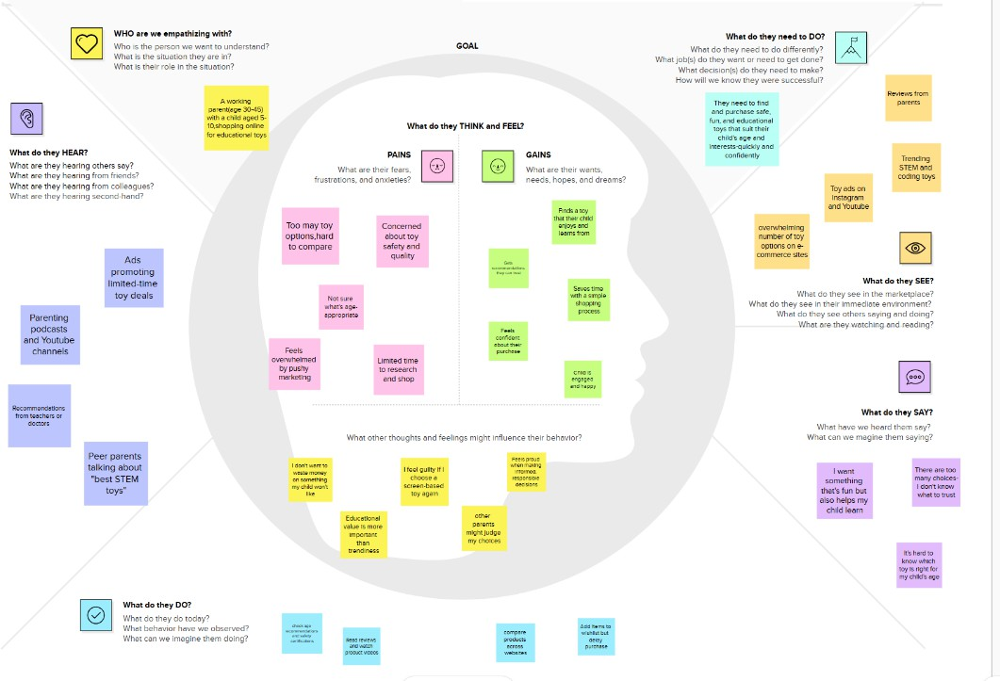 WHO are we empathizing with?
Who is the person we want to understand?
What is the situation they are in?
What is their role in the situation?
A working
parent(age 30-45)
with a child aged 5-
10,shopping online
for educational toys
GOAL
What do they need to DO?
What do they need to do differently?
What job(s) do they want or need to get done?
What decision(s) do they need to make?
How will we know they were successful?
They need to find
and purchase safe,
fun, and educational
toys that suit their
child's age and
interests-quickly and
confidently
What do they HEAR?
What are they hearing others say?
What are they hearing from friends?
What are they hearing from colleagues?
What are they hearing second-hand?
Ads
promoting
limited-time
toy deals
Parenting
podcasts
and Youtube
channels
Recommendations
from teachers or
doctors
Peer parents
talking about
"best STEM
toys"
What do they THINK and FEEL?
PAINS
What are their fears,
frustrations, and anxieties?
Too may toy
options,hard
to compare
Concerned
about toy
safety and
quality
Not sure
what's age-
appropriate
Feels
overwhelmed
by pushy
marketing
Limited time
to research
and shop
GAINS
What are their wants,
needs, hopes, and dreams?
Finds a toy
that their child
enjoys and
learns from
Gets
recommendations
they can trust
Saves time
with a simple
shopping
process
Feels
confident
about their
purchase
Child is
engaged
and happy
What other thoughts and feelings might influence their behavior?
I don't want to
waste money
on something
my child won't
like
I feel guilty if I
choose a
screen-based
toy again
Feels proud
when making
informed,
responsible
decisions
Educational
value is more
important
than
trendiness
other
parents
might judge
my choices
Reviews from
parents
Trending
STEM and
coding toys
Toy ads on
Instagram
and Youtube
overwhelming
number of toy
options on e-
commerce sites
What do they SEE?
What do they see in the marketplace?
What do they see in their immediate environment?
What do they see others saying and doing?
What are they watching and reading?
What do they SAY?
What have we heard them say?
What can we magine them saying?
I want
something
that's fun but
also helps my
child learn
There are too
many choices-
I don't know
what to trust
It's hard to
know which
toy is right for
my child's age
What do they DO?
What do they do today?
What behavior have we observed?
What can we imagine them doing?
check age
recommendations
and safety
certifications
Read reviews
and watch
product videos
compare
products
across
websites
Add items to
wishlist but
delay
purchase